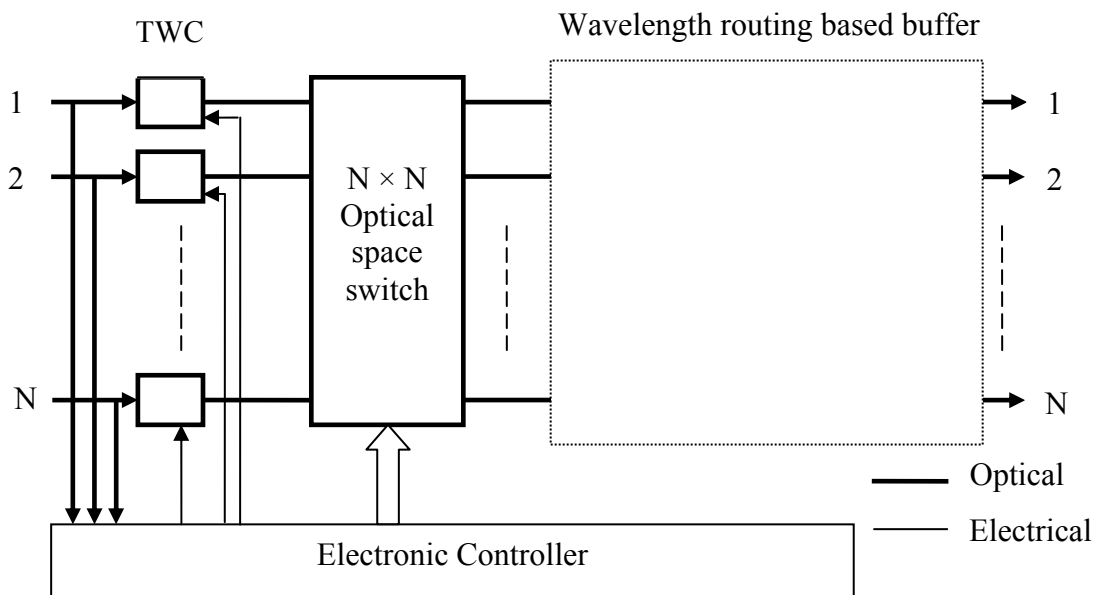 TWC
Wavelength routing based buffer
1
1
2
2
N × N
Optical
space
switch
N
N
Optical
Electrical
Electronic Controller